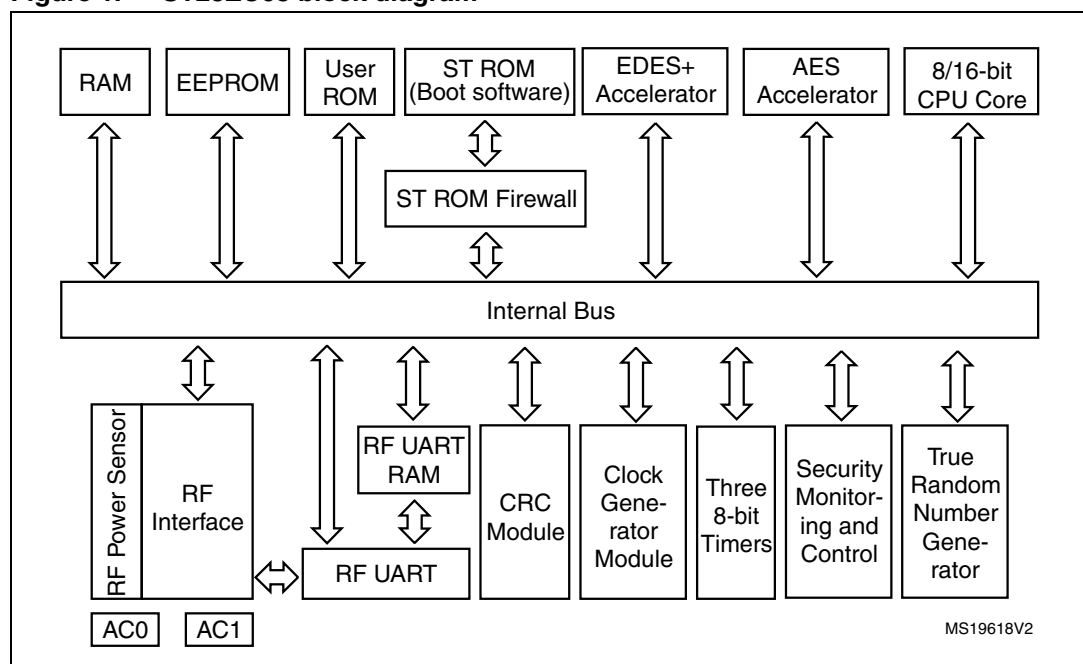 RAM
EEPROM
User
ROM
ST ROM
(Boot software)
EDES+
Accelerator
AES
Accelerator
8/16-bit
CPU Core
ST ROM Firewall
Internal Bus
RF Power Sensor
RF
Interface
RF UART
RAM
RF UART
CRC
Module
Clock
Gene-
rator
Module
Three
8-bit
Timers
Security
Monitor-
ing and
Control
True
Random
Number
Gene-
rator
AC0
AC1
MS19618V2